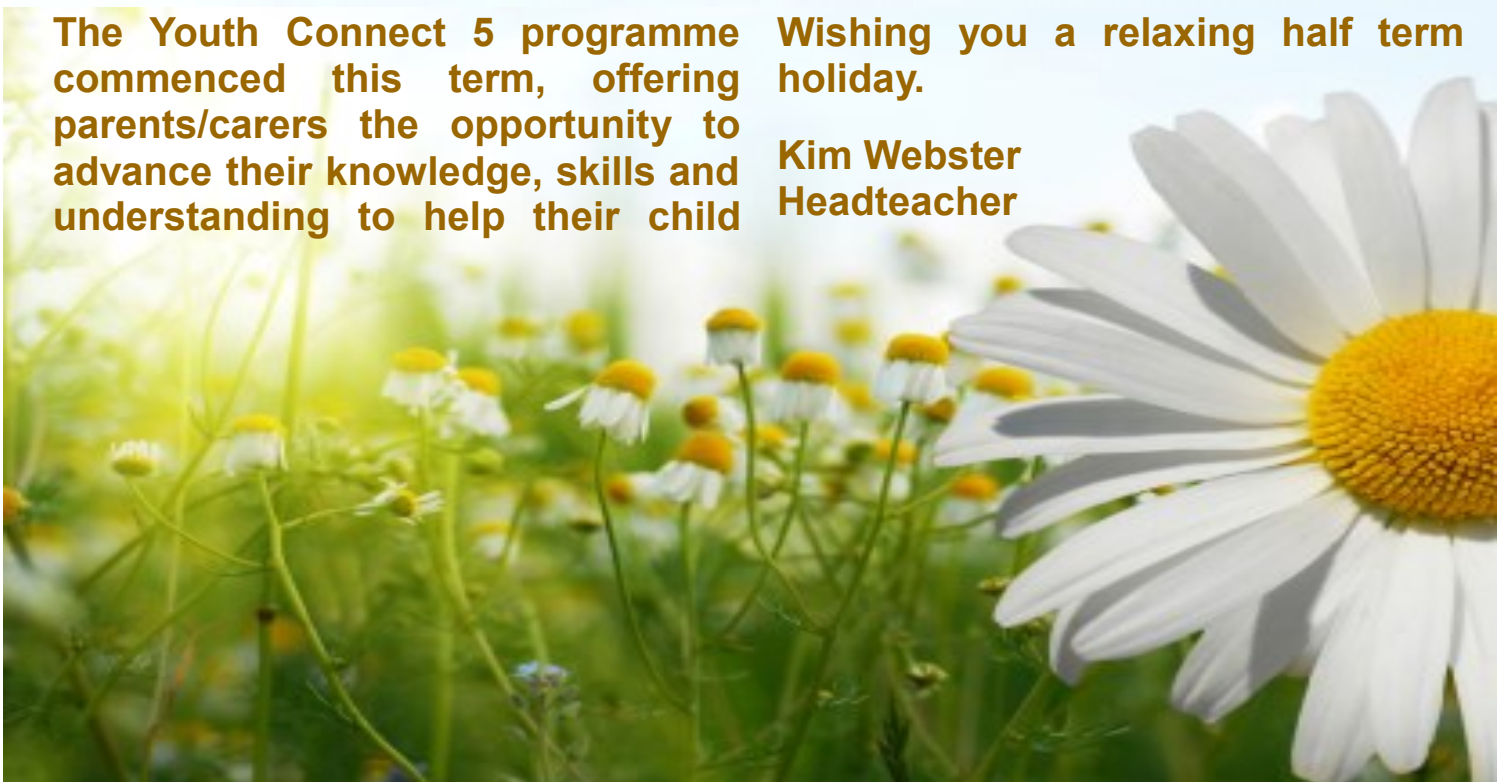 The Youth Connect 5 programme
commenced this term, offering
parents/carers the opportunity to
advance their knowledge, skills and
understanding to help their child
Wishing you a relaxing half term
holiday.
Kim Webster
Headteacher